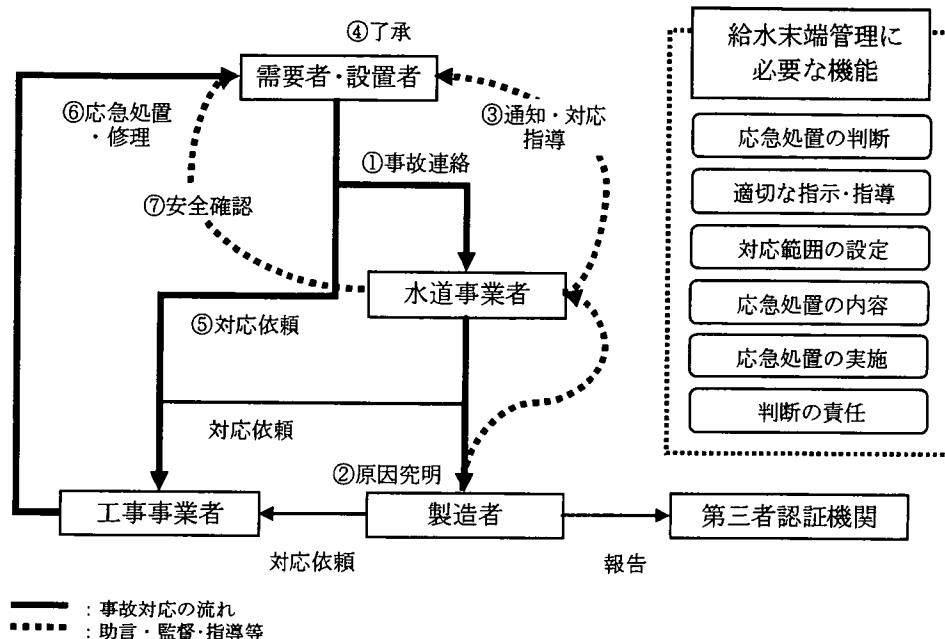 ④了承
需要者・設置者
⑥応急処置
・修理
③通知・対応
指導
①事故連絡
⑦安全確認
水道事業者
⑤対応依頼
対応依頼
②原因究明
工事事業者
製造者
第三者認証機関
対応依頼
報告
給水末端管理に
必要な機能
応急処置の判断
適切な指示・指導
対応範囲の設定
応急処置の内容
応急処置の実施
判断の責任
：事故対応の流れ
：助言・監督・指導等